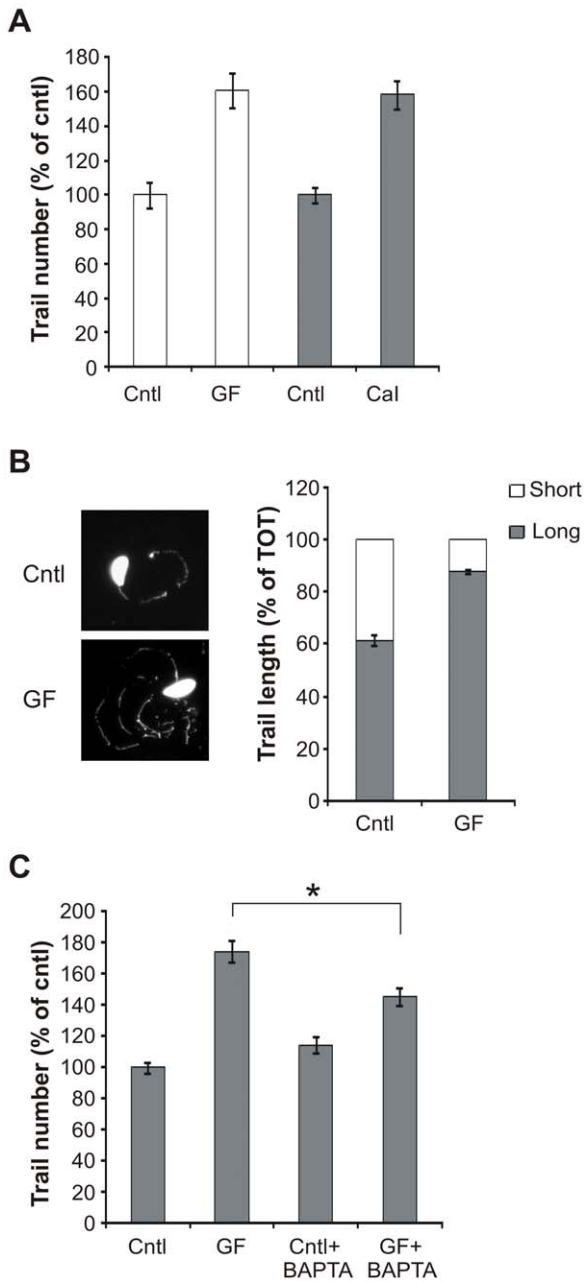 A
Trail number (% of cntl)
180
160
140
120
100
80
60
40
20
0
Cntl GF Cntl CaI
B
Cntl
GF
Trail length (% of TOT)
120
100
80
60
40
20
0
Cntl GF
Short
Long
C
Trail number (% of cntl)
200
180
160
140
120
100
80
60
40
20
0
*
Cntl GF Cntl+ GF+
BAPTA BAPTA